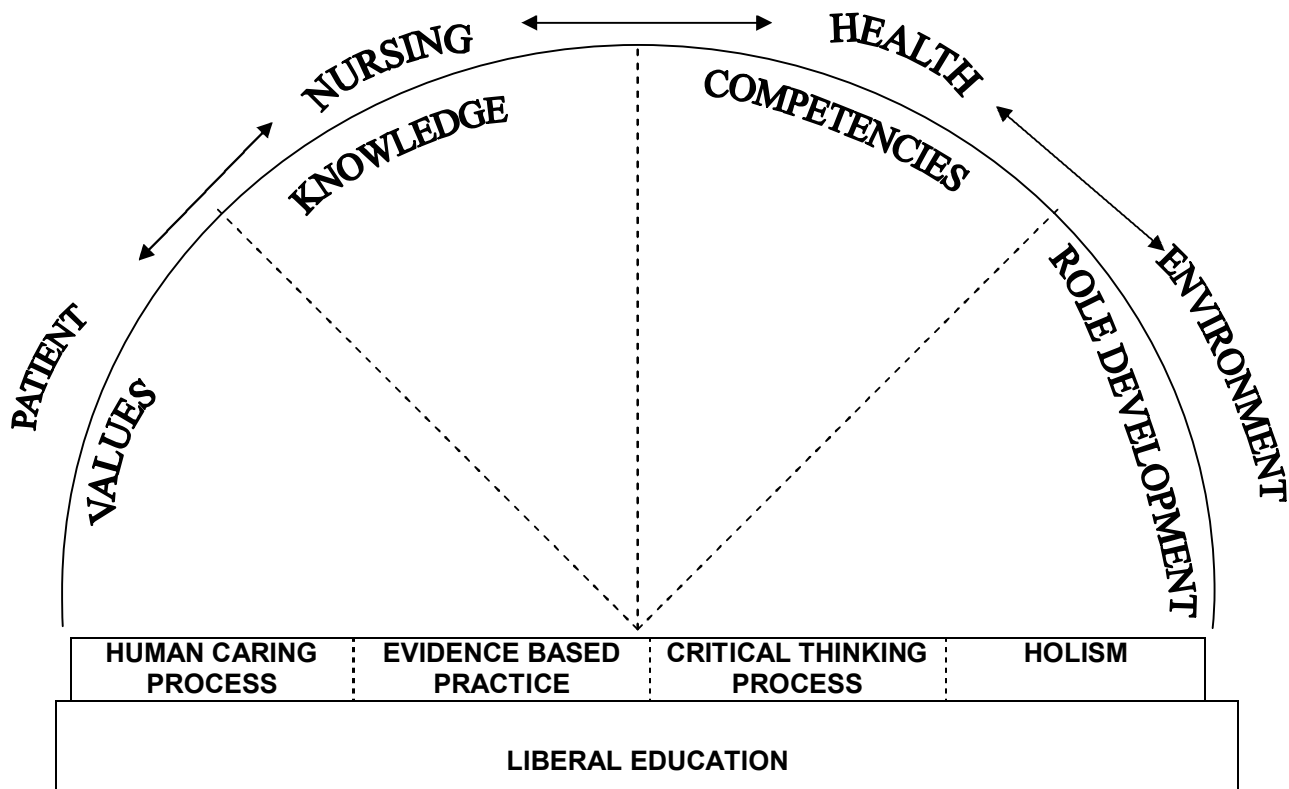 NURSING
HEALTH
PATIENT
ENVIRONMENT
KNOWLEDGE
COMPETENCIES
VALUES
ROLE DEVELOPMENT
HUMAN CARING
PROCESS
EVIDENCE BASED
PRACTICE
CRITICAL THINKING
PROCESS
HOLISM
LIBERAL EDUCATION